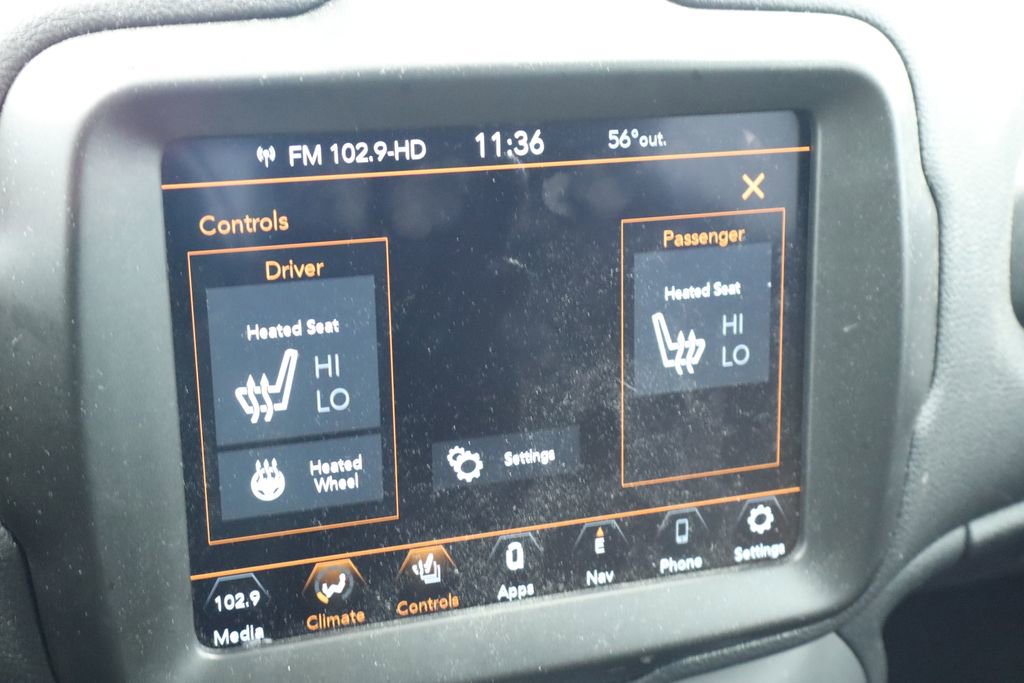 FM 102.9-HD 11:36 56°out.
Controls
Driver
Heated Seat
HI
LO
Heated
Wheel
Settings
Passenger
Heated Seat
HI
LO
102.9
Media
Climate
Controls
Apps
Nav
Phone
Settings